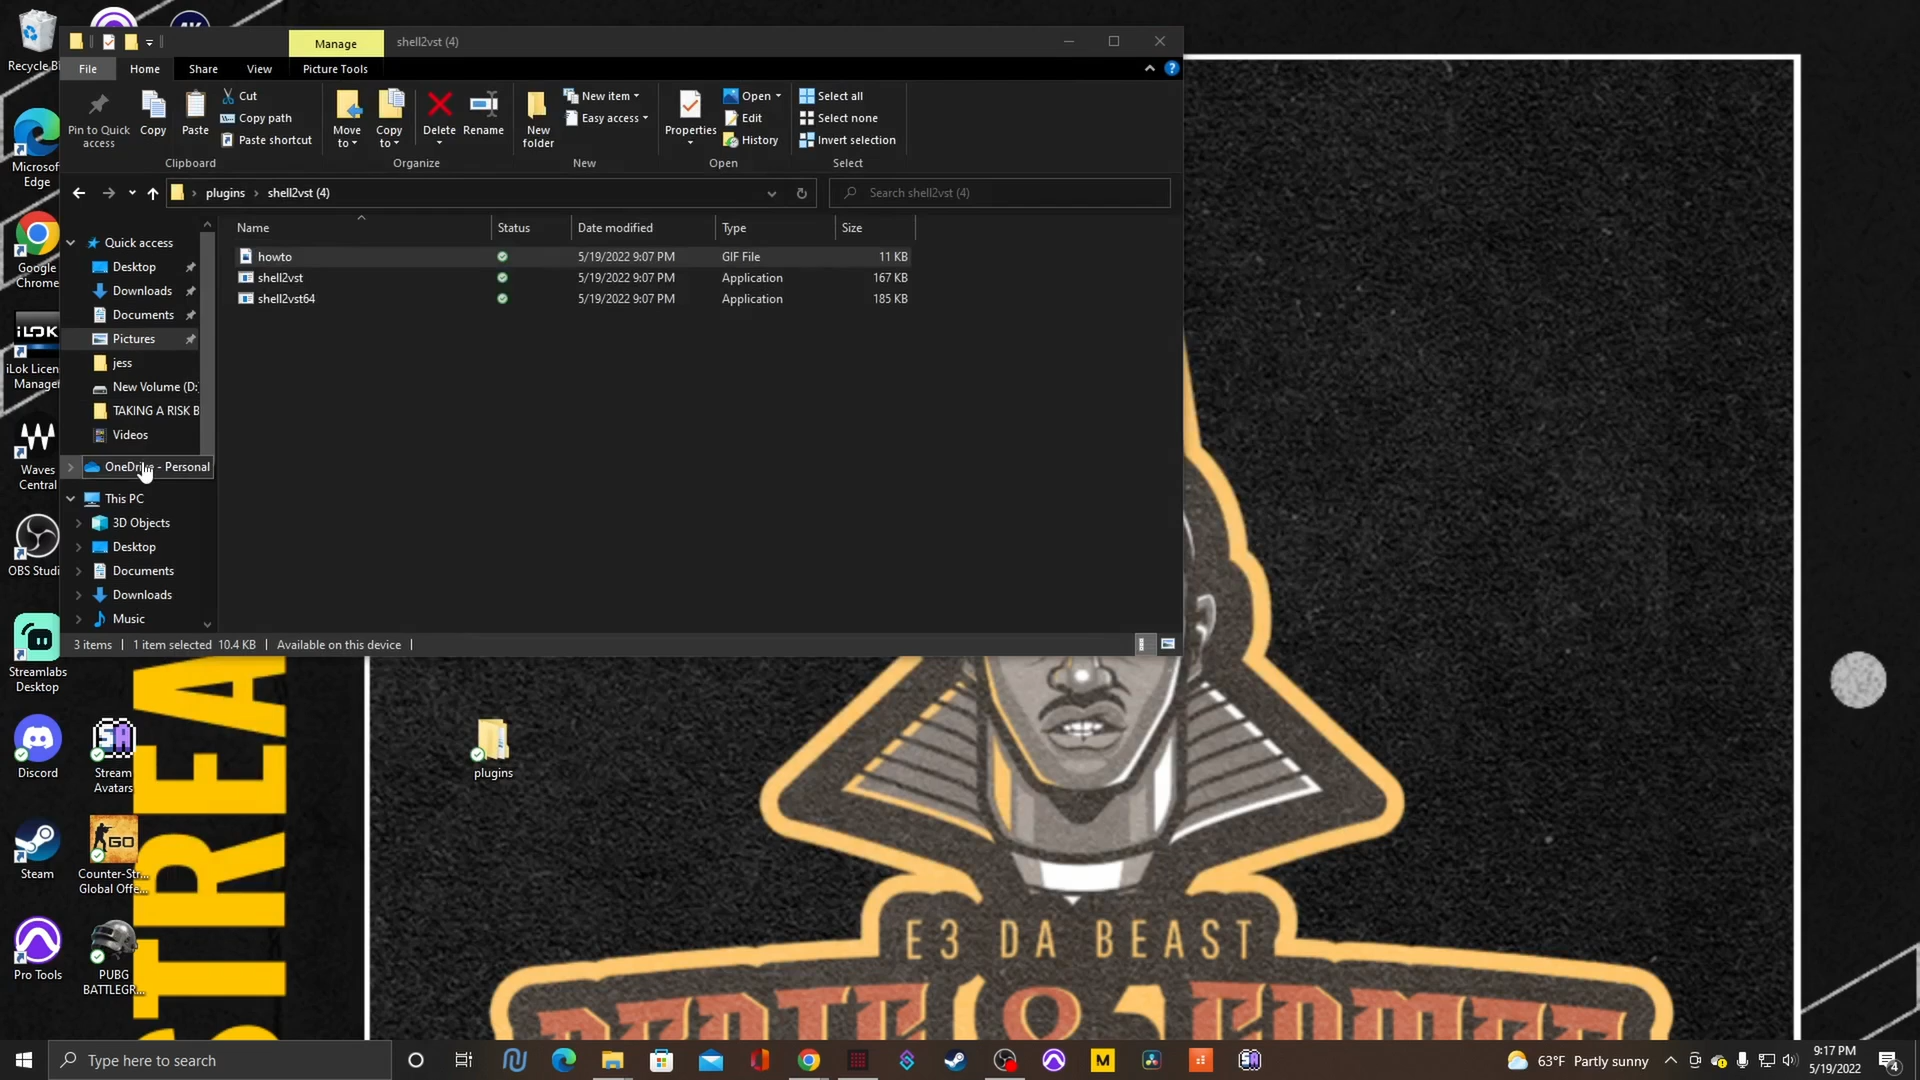 Recycle Bi
Manage
shell2vst (4)
File
Home
Share
View
Picture Tools
Pin to Quick
access
Copy
Paste
Cut
Copy path
Paste shortcut
Move
to
Copy
to
Delete
Rename
New
folder
New item
Easy access
Properties
Open
Edit
History
Select all
Select none
Invert selection
Clipboard
Organize
New
Open
Select
plugins
shell2vst (4)
Search shell2vst (4)
Name
Status
Date modified
Type
Size
howto
5/19/2022 9:07 PM
GIF File
11 KB
shell2vst
5/19/2022 9:07 PM
Application
167 KB
shell2vst64
5/19/2022 9:07 PM
Application
185 KB
Quick access
Desktop
Downloads
Documents
Pictures
jess
New Volume (D:
TAKING A RISK B
Videos
OneDrive - Personal
This PC
3D Objects
Desktop
Documents
Downloads
Music
3 items
1 item selected 10.4 KB
Available on this device
Microsof
Edge
Google
Chrome
iLOK
iLok Licen
Manage
Waves
Central
OBS Studi
Streamlabs
Desktop
Discord
SA
Stream
Avatars
Steam
GO
Counter-Str...
Global Offe...
Pro Tools
PUBG
BATTLEGR...
plugins
STREA
E3 DA BEAST
Type here to search
63°F Partly sunny
9:17 PM
5/19/2022
4